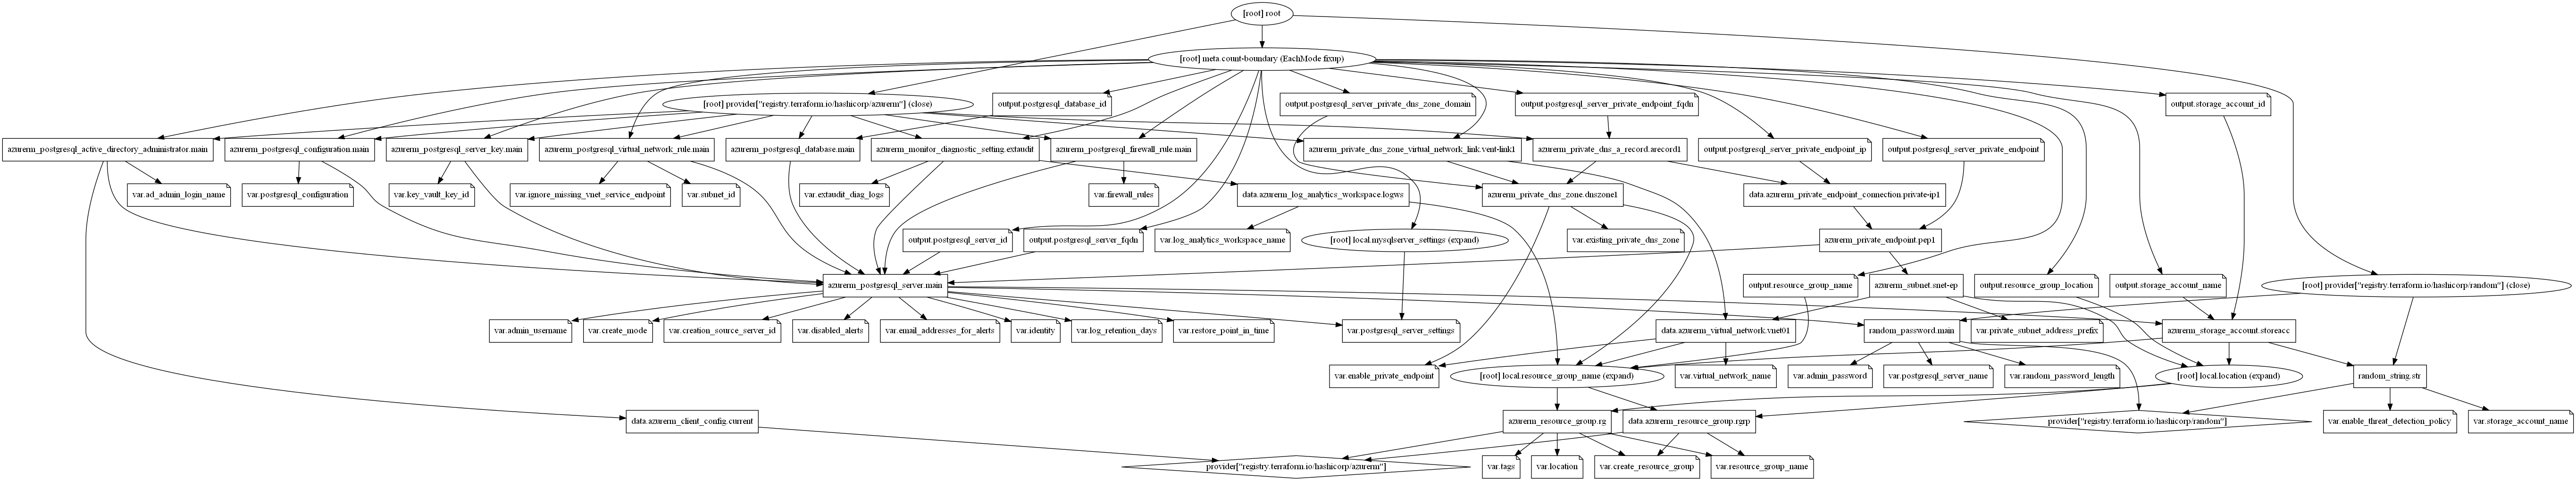 [root] root
[root] meta.count-boundary (EachMode fixup)
[root] provider["registry.terraform.io/hashicorp/azurerm"] (close)
output.postgresql_database_id
output.postgresql_server_private_dns_zone_domain
output.postgresql_server_private_endpoint_fqdn
output.storage_account_id
azurerm_postgresql_active_directory_administrator.main
azurerm_postgresql_configuration.main
azurerm_postgresql_server_key.main
azurerm_postgresql_virtual_network_rule.main
azurerm_postgresql_database.main
azurerm_monitor_diagnostic_setting.extaudit
azurerm_postgresql_firewall_rule.main
azurerm_private_dns_zone_virtual_network_link.vent-link1
azurerm_private_dns_a_record.arecord1
output.postgresql_server_private_endpoint_ip
output.postgresql_server_private_endpoint
var.ad_admin_login_name
var.postgresql_configuration
var.key_vault_key_id
var.ignore_missing_vnet_service_endpoint
var.subnet_id
var.extaudit_diag_logs
var.firewall_rules
data.azurerm_log_analytics_workspace.logws
azurerm_private_dns_zone.dnszone1
data.azurerm_private_endpoint_connection.private-ip1
output.postgresql_server_id
output.postgresql_server_fqdn
var.log_analytics_workspace_name
[root] local.mysqlserver_settings (expand)
var.existing_private_dns_zone
azurerm_private_endpoint.pep1
azurerm_postgresql_server.main
output.resource_group_name
azurerm_subnet.snet-ep
output.resource_group_location
output.storage_account_name
[root] provider["registry.terraform.io/hashicorp/random"] (close)
var.admin_username
var.create_mode
var.creation_source_server_id
var.disabled_alerts
var.email_addresses_for_alerts
var.identity
var.log_retention_days
var.restore_point_in_time
var.postgresql_server_settings
data.azurerm_virtual_network.vnet01
random_password.main
var.private_subnet_address_prefix
azurerm_storage_account.storeacc
var.enable_private_endpoint
[root] local.resource_group_name (expand)
var.virtual_network_name
var.admin_password
var.postgresql_server_name
var.random_password_length
[root] local.location (expand)
random_string.str
data.azurerm_client_config.current
azurerm_resource_group.rg
data.azurerm_resource_group.rgrp
provider["registry.terraform.io/hashicorp/random"]
var.enable_threat_detection_policy
var.storage_account_name
provider["registry.terraform.io/hashicorp/azurerm"]
var.tags
var.location
var.create_resource_group
var.resource_group_name